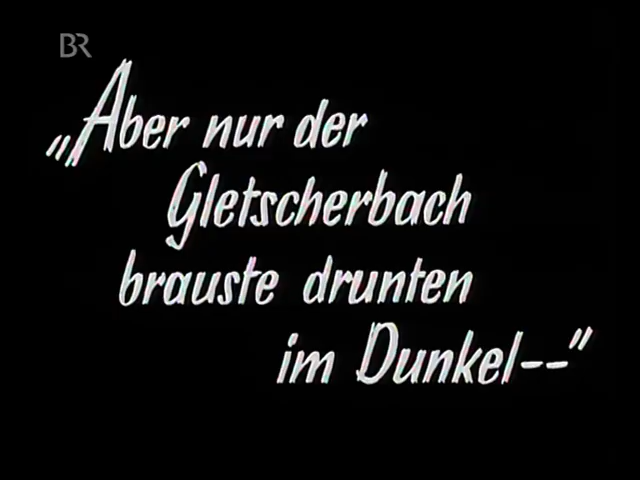 BR
„Aber nur der
Gletscherbach
brauste drunten
im Dunkel--"